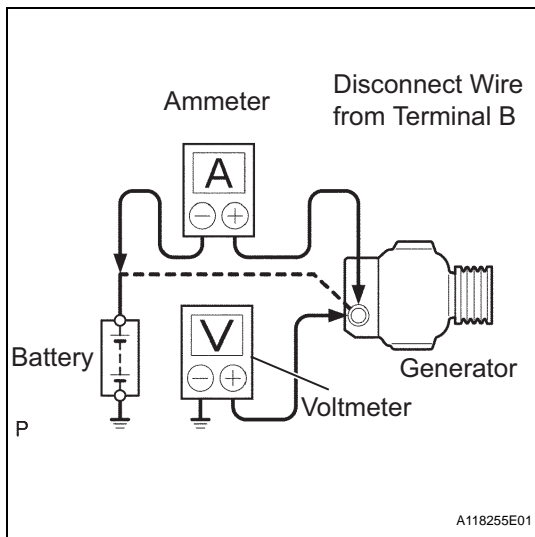 Disconnect Wire
from Terminal B
Ammeter
A
− +
V
− +
Battery
Generator
Voltmeter
P
A118255E01